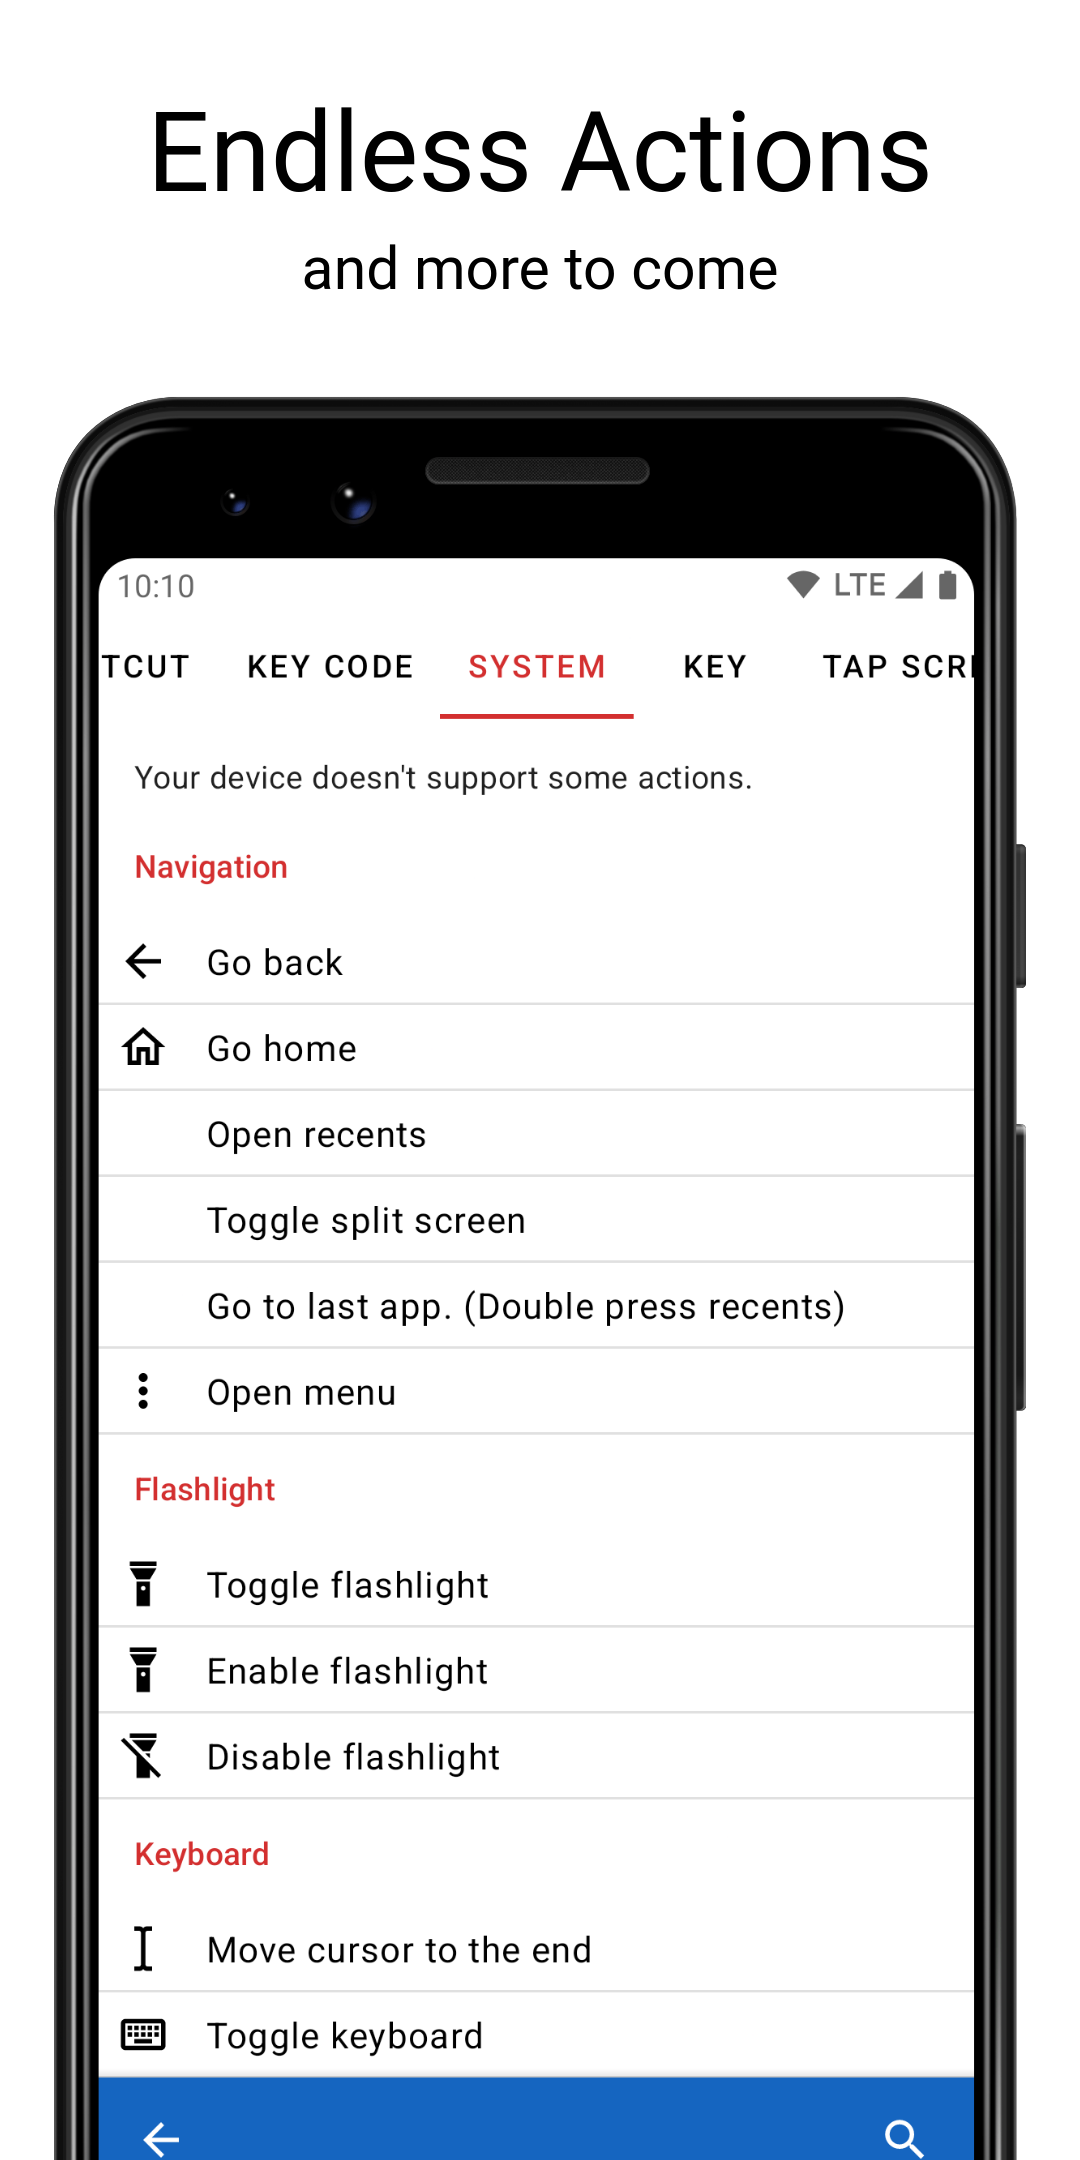 Endless Actions
and more to come
10:10 LTE
TCUT KEY CODE SYSTEM KEY TAP SCRE
Your device doesn't support some actions.
Navigation
Go back
Go home
Open recents
Toggle split screen
Go to last app. (Double press recents)
Open menu
Flashlight
Toggle flashlight
Enable flashlight
Disable flashlight
Keyboard
Move cursor to the end
Toggle keyboard